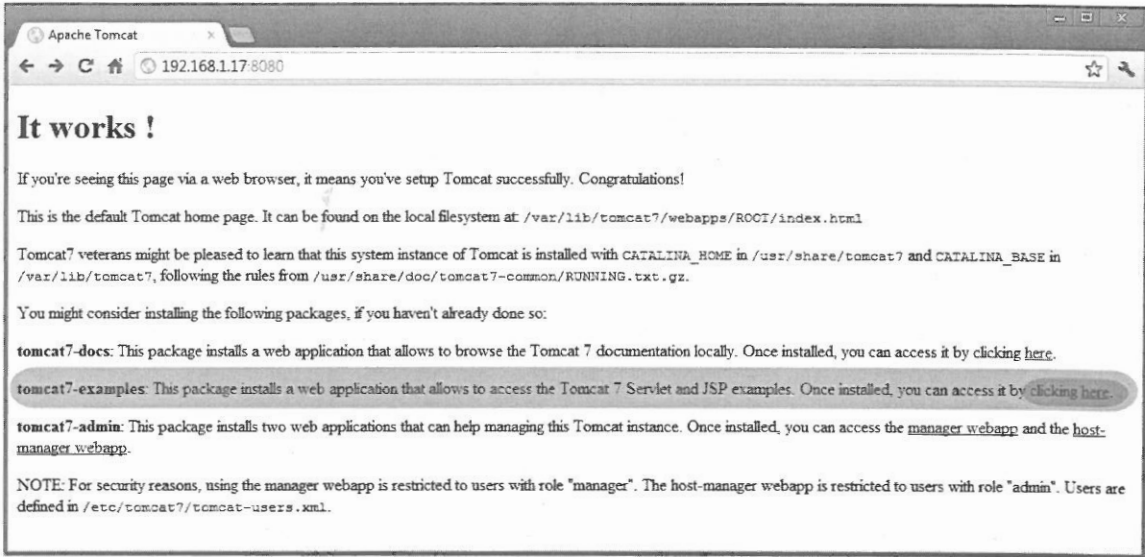 Apache Tomcat
192.168.1.17:8080
It works !
If you're seeing this page via a web browser, it means you've setup Tomcat successfully. Congratulations!
This is the default Tomcat home page. It can be found on the local filesystem at: /var/lib/tomcat7/webapps/ROOT/index.html
Tomcat7 veterans might be pleased to learn that this system instance of Tomcat is installed with CATALINA_HOME in /usr/share/tomcat7 and CATALINA_BASE in
/var/lib/tomcat7, following the rules from /usr/share/doc/tomcat7-common/RUNNING.txt.gz.
You might consider installing the following packages, if you haven't already done so:
tomcat7-docs: This package installs a web application that allows to browse the Tomcat 7 documentation locally. Once installed, you can access it by clicking here.
tomcat7-examples: This package installs a web application that allows to access the Tomcat 7 Servlet and JSP examples. Once installed, you can access it by clicking here.
tomcat7-admin: This package installs two web applications that can help managing this Tomcat instance. Once installed, you can access the manager webapp and the host-
manager webapp.
NOTE: For security reasons, using the manager webapp is restricted to users with role "manager". The host-manager webapp is restricted to users with role "admin". Users are
defined in /etc/tomcat7/tomcat-users.xml.